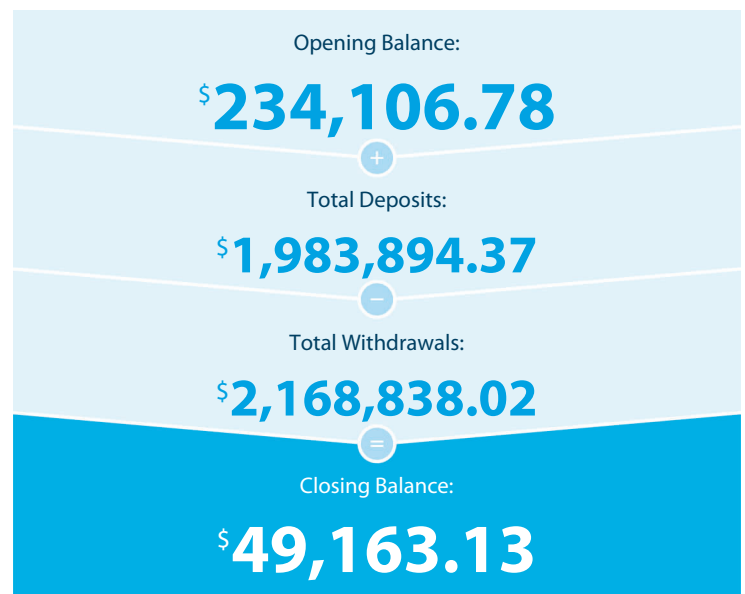 Opening Balance:
$234,106.78
+
Total Deposits:
$1,983,894.37
−
Total Withdrawals:
$2,168,838.02
=
Closing Balance:
$49,163.13